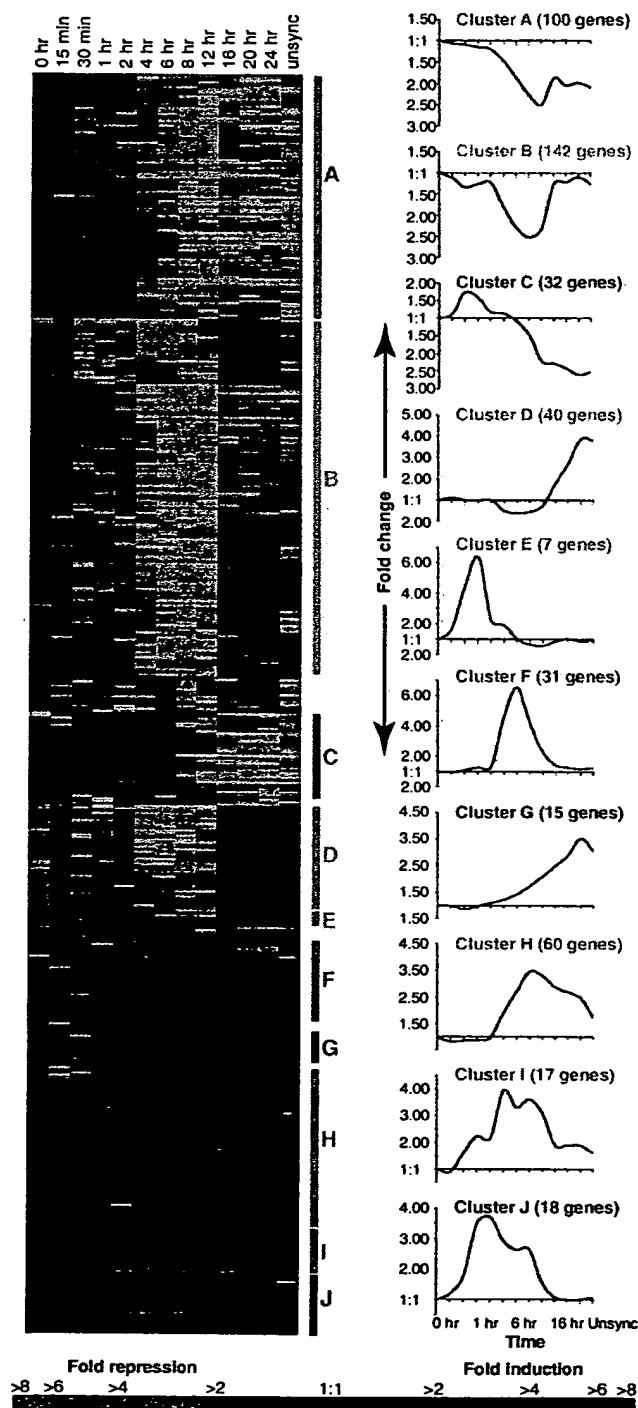 0 hr
15 min
30 min
1 hr
2 hr
4 hr
6 hr
8 hr
12 hr
16 hr
20 hr
24 hr
unsync
A
B
C
D
E
F
G
H
I
J
Fold change
Cluster A (100 genes)
1.50
1:1
1.50
2.00
2.50
3.00
Cluster B (142 genes)
1.50
1:1
1.50
2.00
2.50
3.00
Cluster C (32 genes)
2.00
1.50
1:1
1.50
2.00
2.50
3.00
Cluster D (40 genes)
5.00
4.00
3.00
2.00
1:1
2.00
Cluster E (7 genes)
6.00
4.00
2.00
1:1
2.00
Cluster F (31 genes)
6.00
4.00
2.00
1:1
Cluster G (15 genes)
4.50
3.50
2.50
1.50
1.50
Cluster H (60 genes)
4.50
3.50
2.50
1.50
Cluster I (17 genes)
4.00
3.00
2.00
1:1
Cluster J (18 genes)
4.00
3.00
2.00
1:1
0 hr 1 hr 6 hr 16 hr Unsync
Time
Fold repression Fold induction
>8 >6 >4 >2 1:1 >2 >4 >6 >8